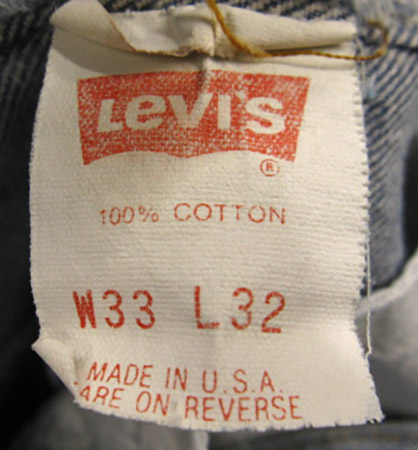 Levi's
®
100% COTTON
W33 L32
MADE IN U.S.A.
ARE ON REVERSE